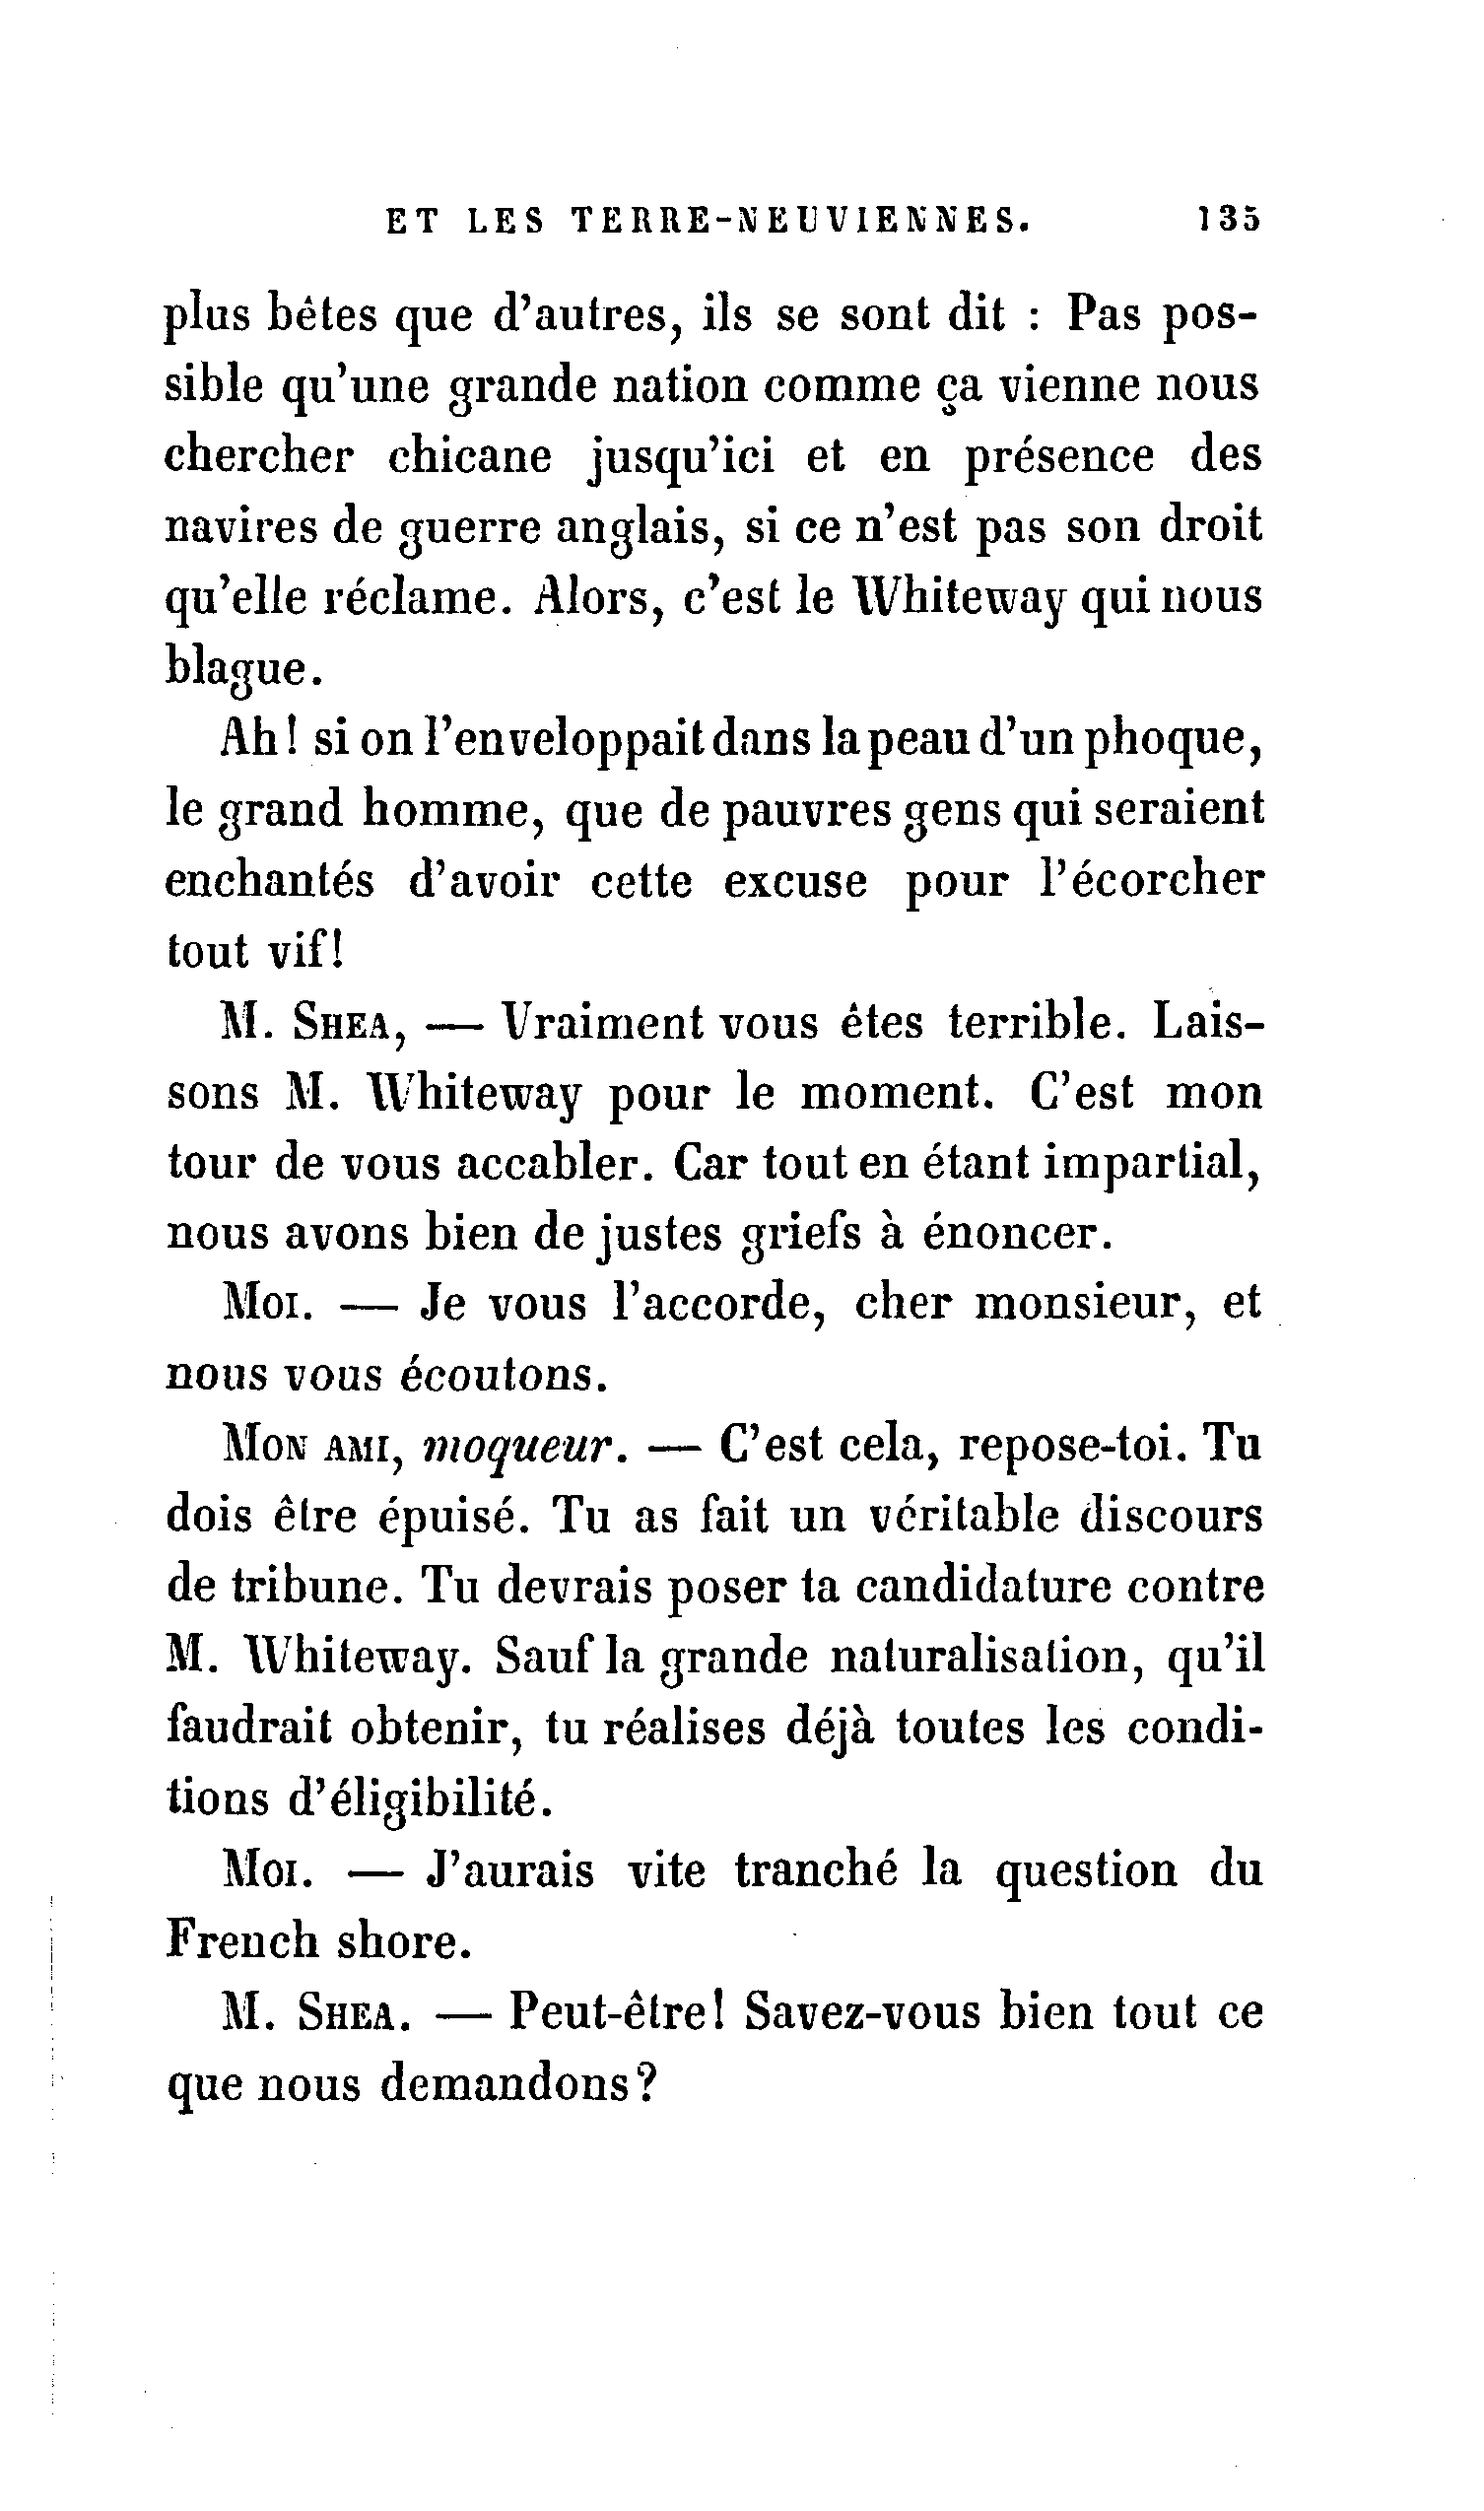 ET LES TERRE-NEUVIENNES. 135
plus bêtes que d'autres, ils se sont dit : Pas pos-
sible qu'une grande nation comme ça vienne nous
chercher chicane jusqu'ici et en présence des
navires de guerre anglais, si ce n'est pas son droit
qu'elle réclame. Alors, c'est le Whiteway qui nous
blague.
Ah! si on l'enveloppait dans la peau d'un phoque,
le grand homme, que de pauvres gens qui seraient
enchantés d'avoir cette excuse pour l'écorcher
tout vif!
M. SHEA, — Vraiment vous êtes terrible. Lais-
sons M. Whiteway pour le moment. C'est mon
tour de vous accabler. Car tout en étant impartial,
nous avons bien de justes griefs à énoncer.
MOI. — Je vous l'accorde, cher monsieur, et
nous vous écoutons.
MON AMI, moqueur. — C'est cela, repose-toi. Tu
dois être épuisé. Tu as fait un véritable discours
de tribune. Tu devrais poser ta candidature contre
M. Whiteway. Sauf la grande naturalisation, qu'il
faudrait obtenir, tu réalises déjà toutes les condi-
tions d'éligibilité.
MOI. — J'aurais vite tranché la question du
French shore.
M. SHEA. — Peut-être! Savez-vous bien tout ce
que nous demandons?